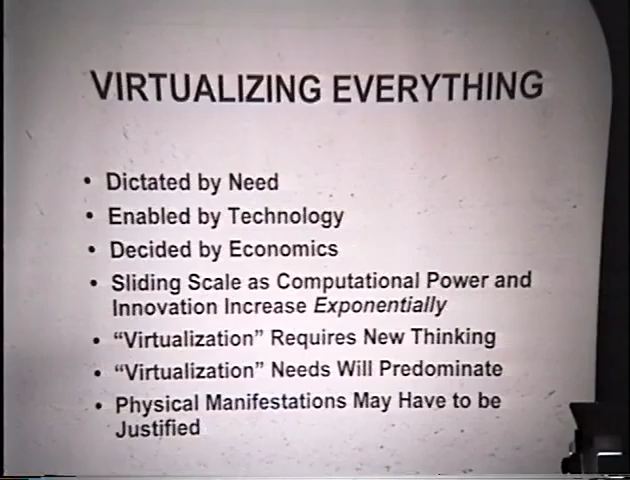 VIRTUALIZING EVERYTHING
• Dictated by Need
• Enabled by Technology
• Decided by Economics
• Sliding Scale as Computational Power and
Innovation Increase Exponentially
• “Virtualization” Requires New Thinking
• “Virtualization” Needs Will Predominate
• Physical Manifestations May Have to be
Justified